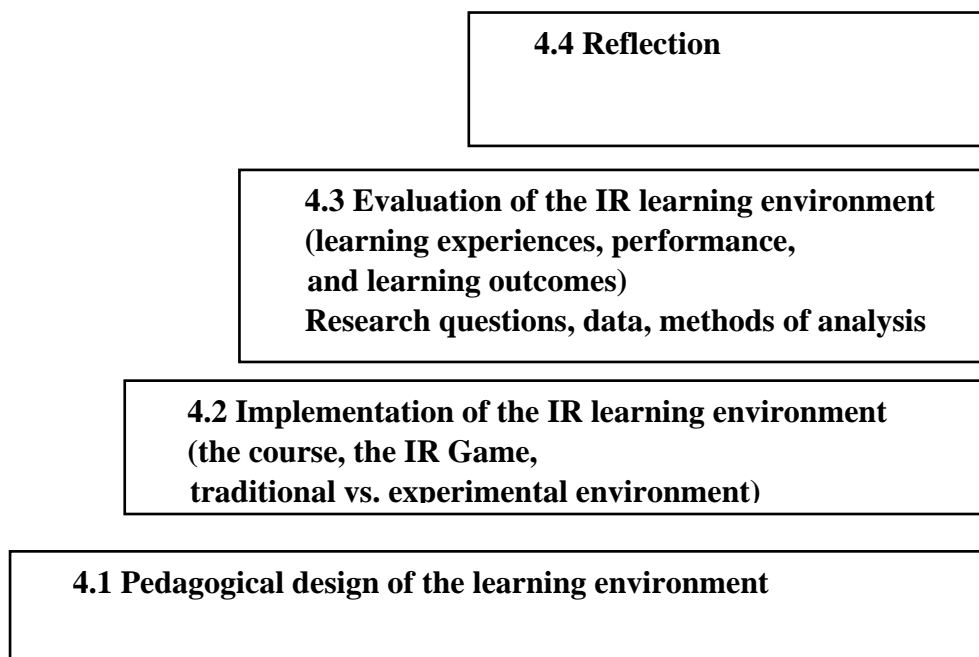 4.4 Reflection
4.3 Evaluation of the IR learning environment
(learning experiences, performance,
and learning outcomes)
Research questions, data, methods of analysis
4.2 Implementation of the IR learning environment
(the course, the IR Game,
traditional vs. experimental environment)
4.1 Pedagogical design of the learning environment